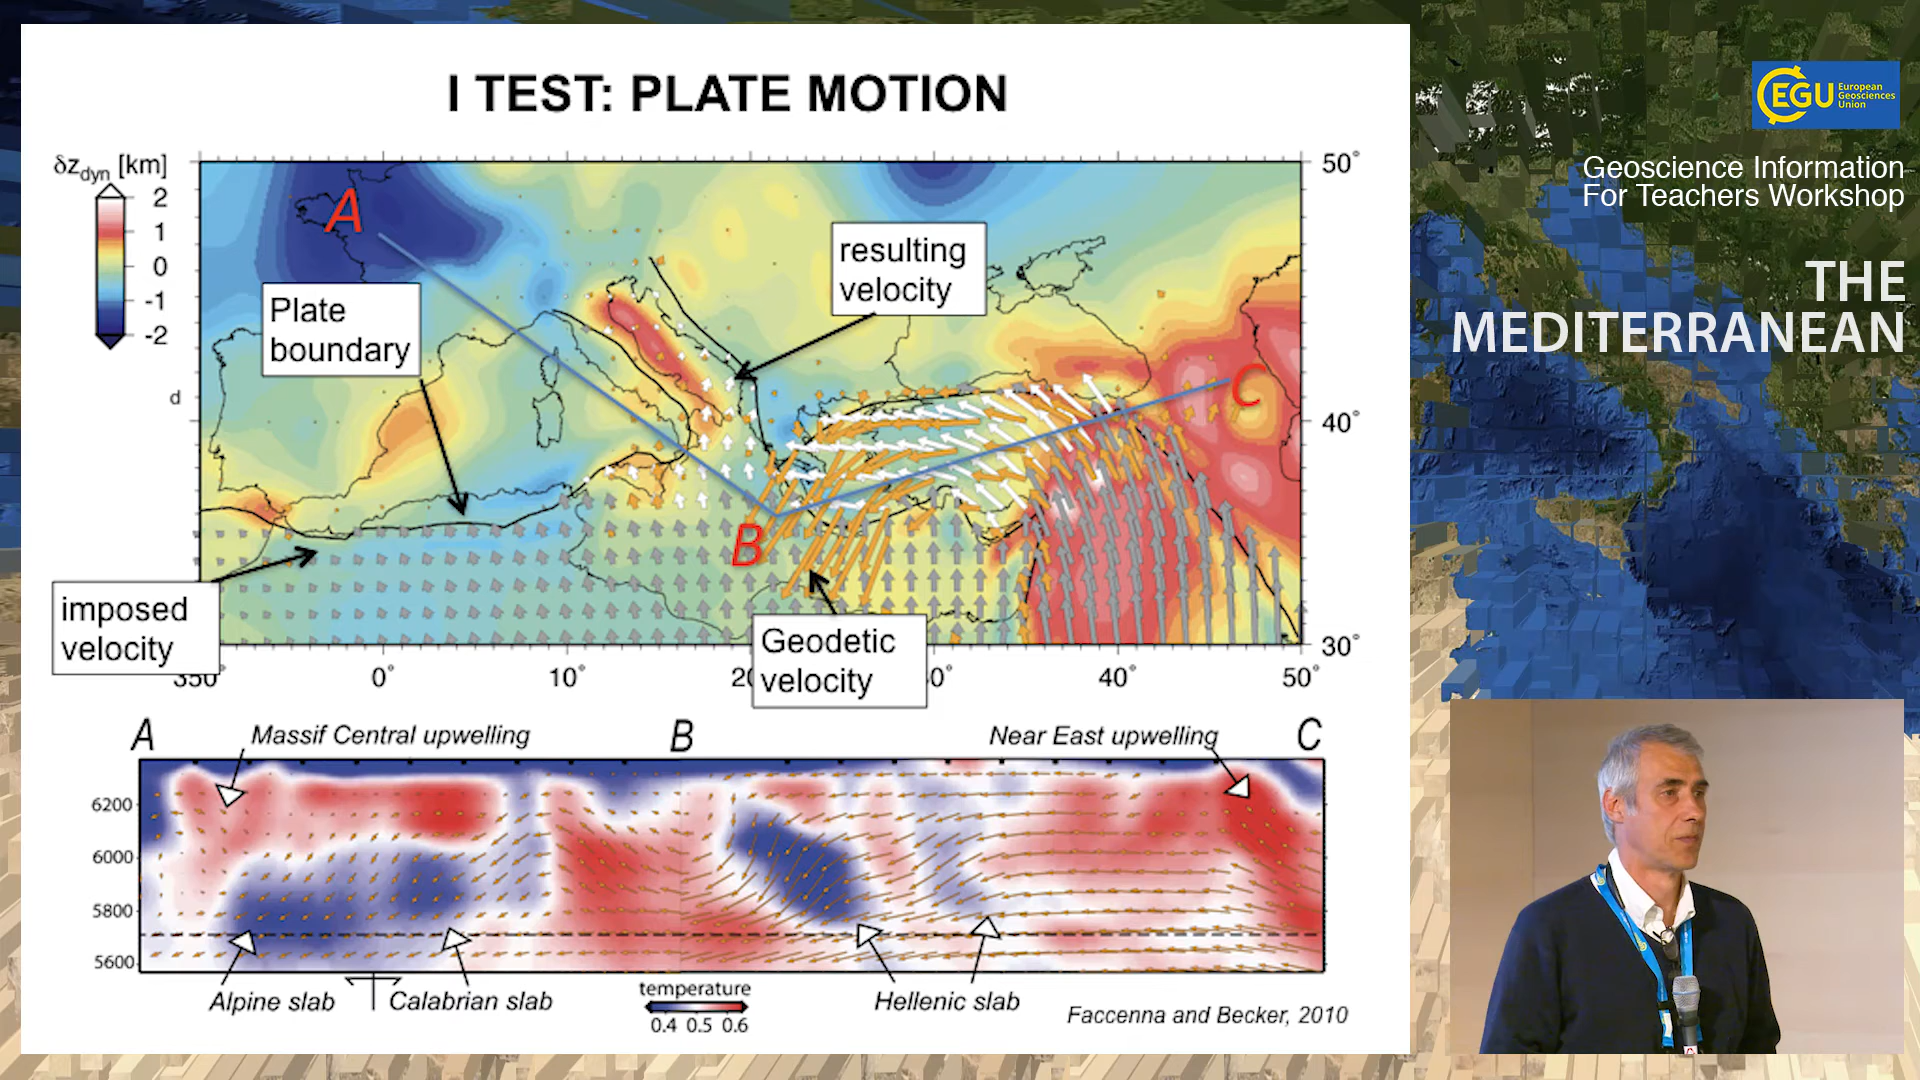 I TEST: PLATE MOTION
δzdyn [km]
2
1
0
-1
-2
d
A
B
C
Plate
boundary
resulting
velocity
imposed
velocity
Geodetic
velocity
50°
40°
30°
350°
0°
10°
40°
50°
A
Massif Central upwelling
B
Near East upwelling
C
6200
6000
5800
5600
Alpine slab
Calabrian slab
temperature
0.4 0.5 0.6
Hellenic slab
Faccenna and Becker, 2010
EGU
European
Geosciences
Union
Geoscience Information
For Teachers Workshop
THE
MEDITERRANEAN